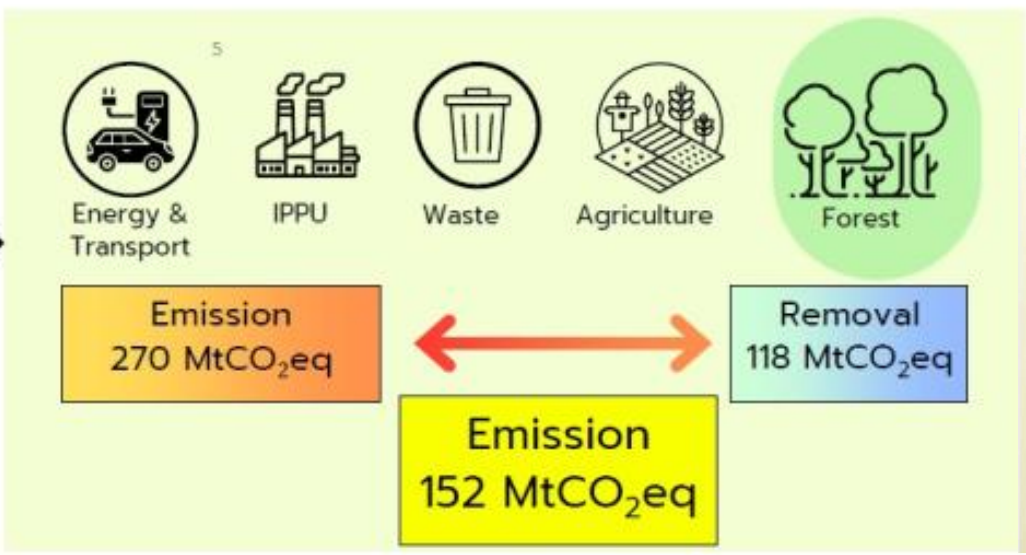 5
Energy &
Transport
IPPU
Waste
Agriculture
Forest
Emission
270 MtCO₂eq
Removal
118 MtCO₂eq
Emission
152 MtCO₂eq